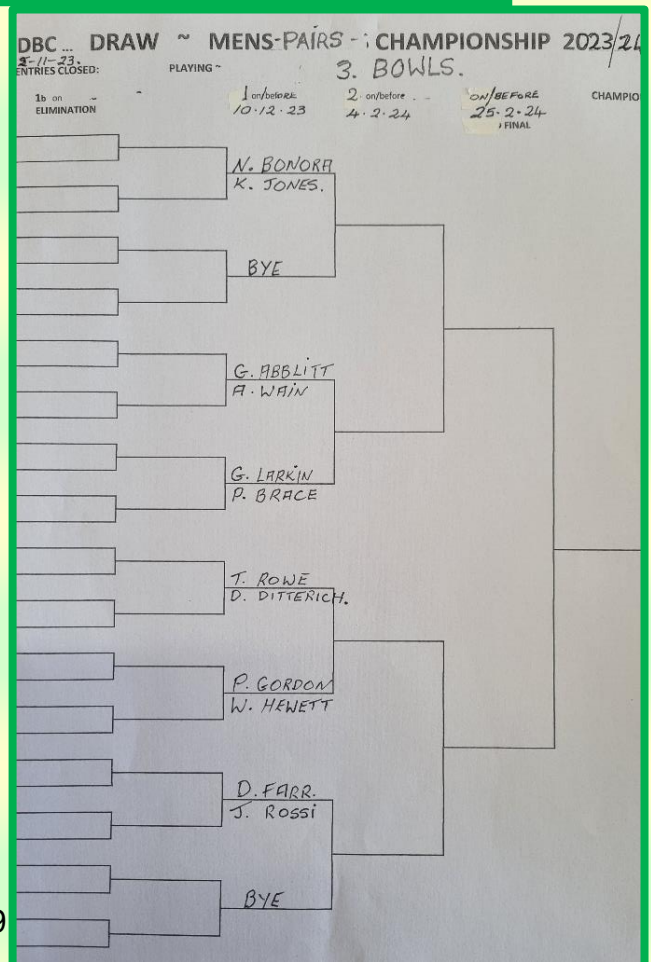 DBC ... DRAW ~ MENS-PAIRS - CHAMPIONSHIP 2023/24
-11-23.
ENTRIES CLOSED: PLAYING ~ 3. BOWLS.
1b on ~ - 1 on/before 2 on/before ON/BEFORE CHAMPIO
ELIMINATION 10.12.23 4.2.24 25.2.24
FINAL
N. BONORA
K. JONES.
BYE
G. ABBLITT
A. WAIN
G. LARKIN
P. BRACE
T. ROWE
D. DITTERICH.
P. GORDON
W. HEWETT
D. FARR.
J. ROSSI
BYE